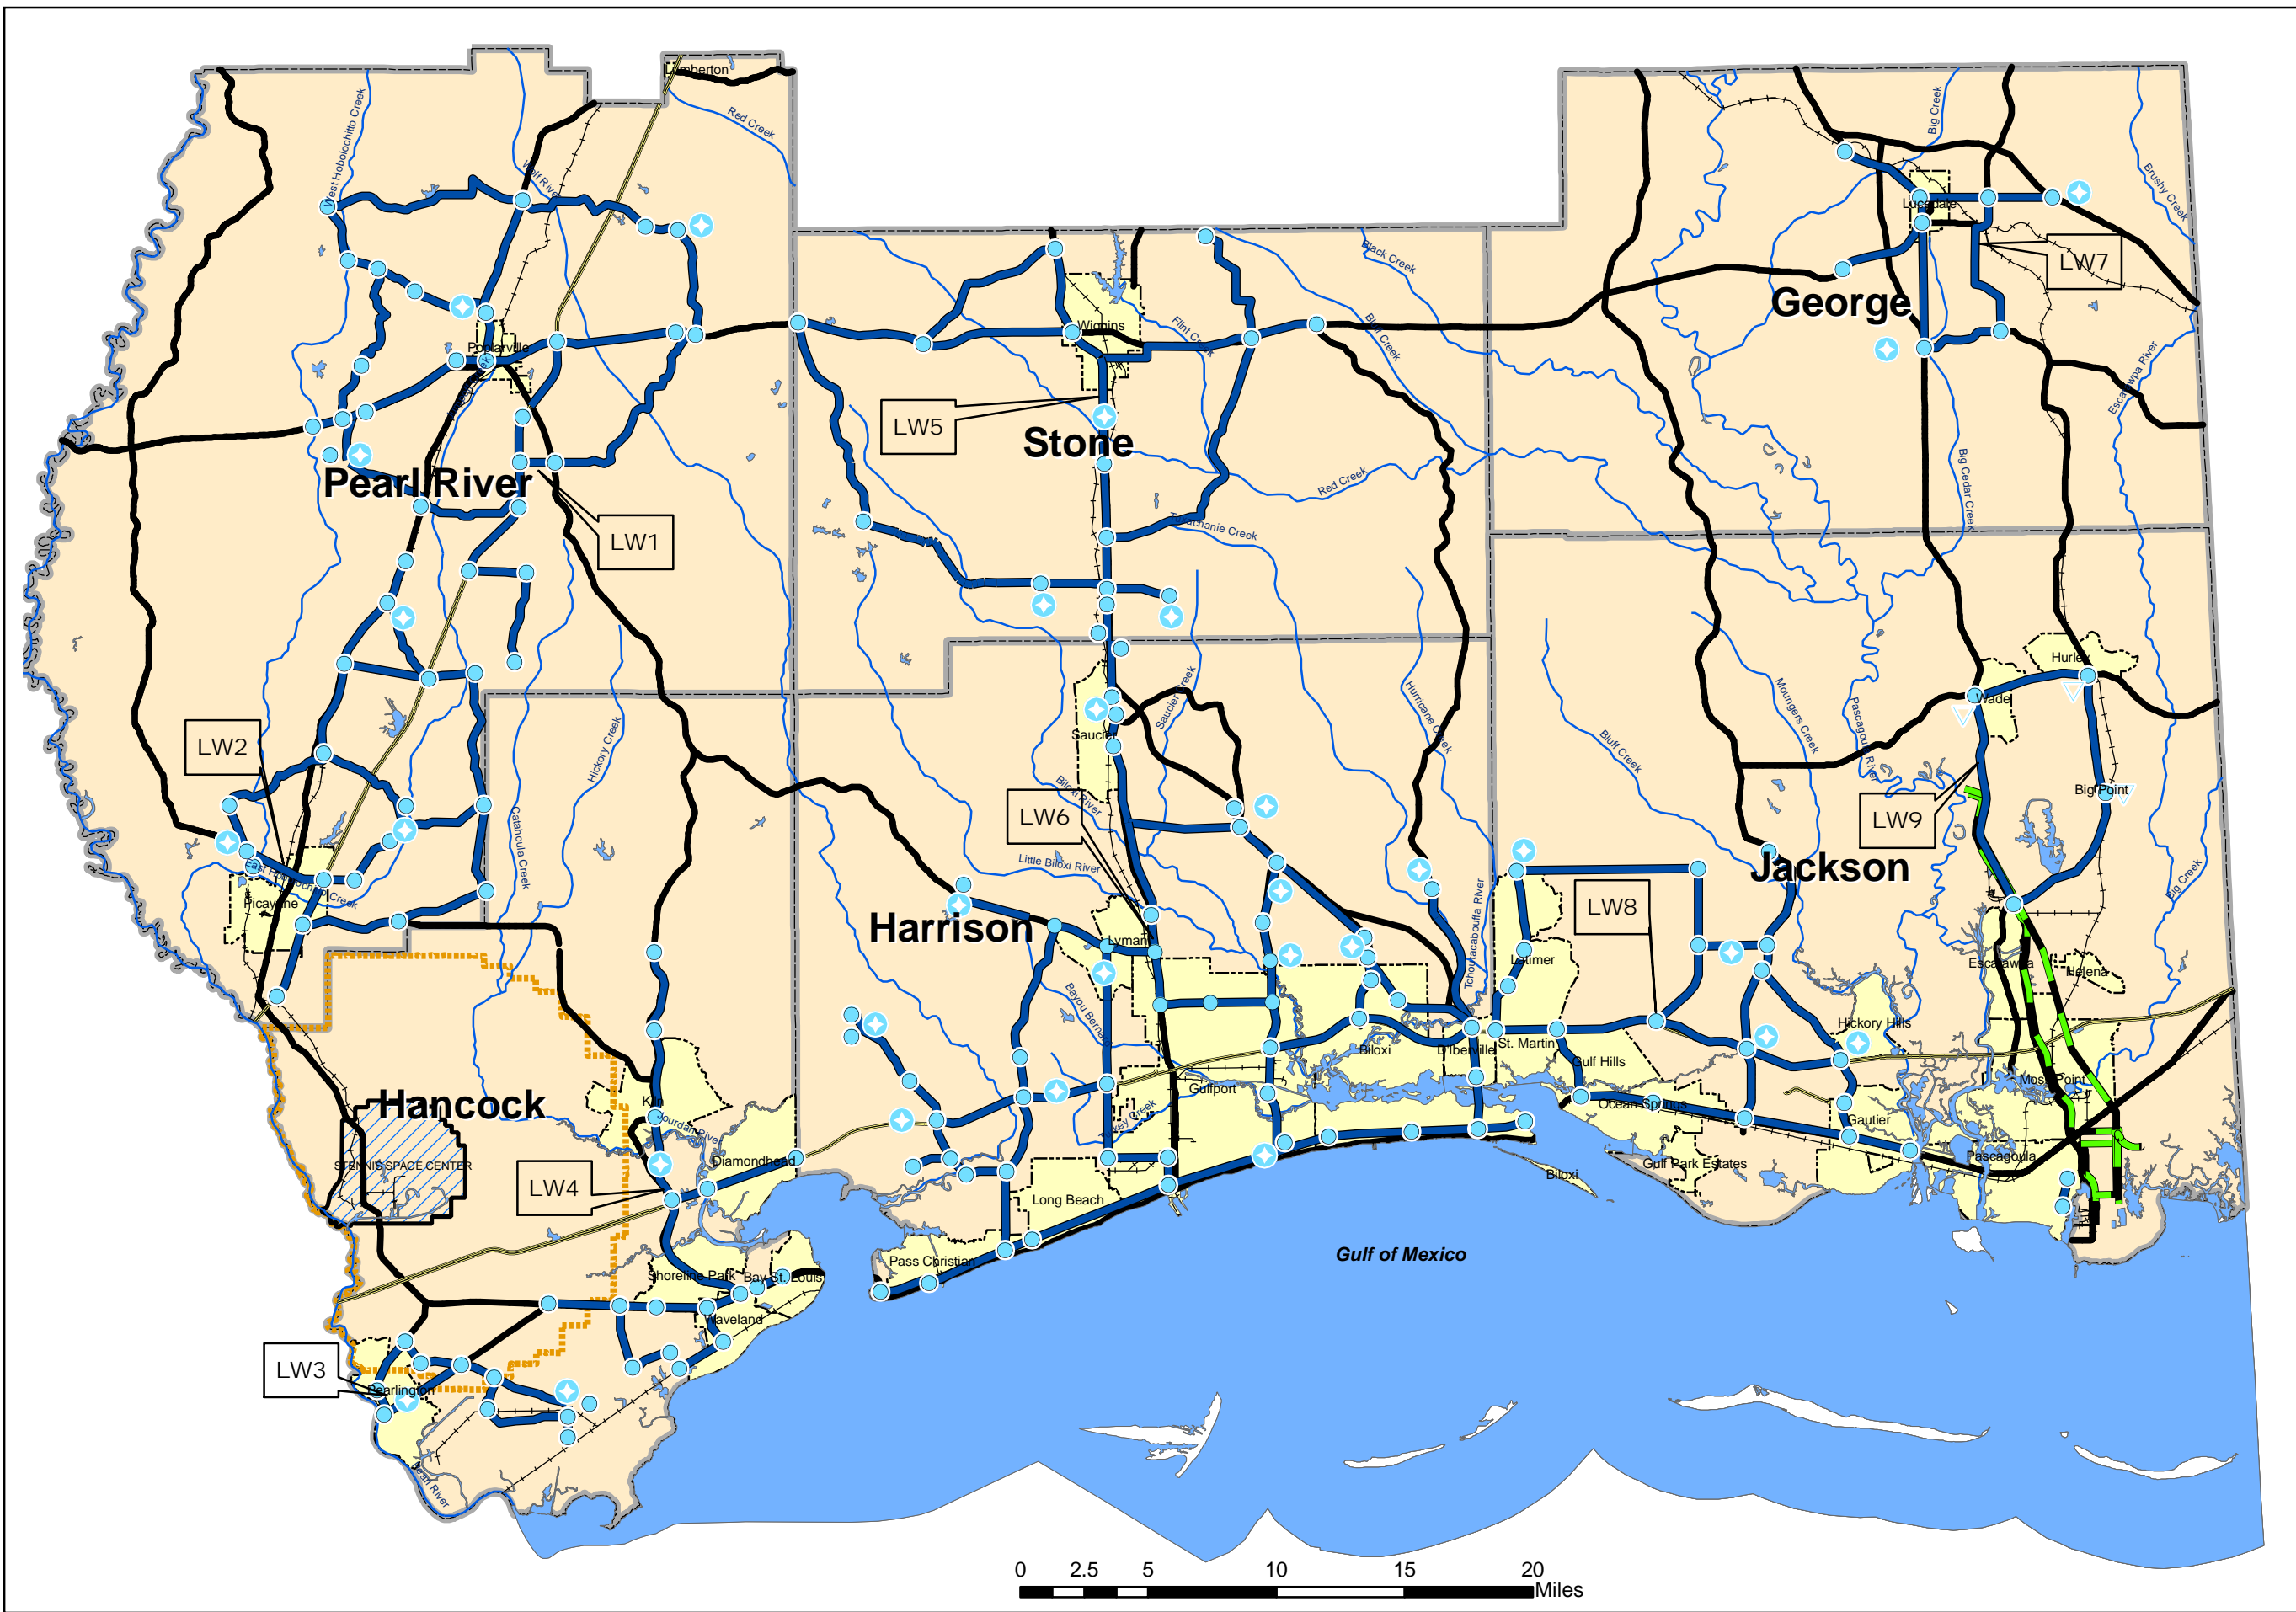 Lumberton
Red Creek
West Hobolochitto Creek
Wolf River
Big Creek
Brushy Creek
Lucedale
LW7
Black Creek
George
Poplarville
Wiggins
Flint Creek
Bluff Creek
Escatawpa River
LW5
Stone
Pearl River
Red Creek
Big Cedar Creek
LW1
Tuxachanie Creek
Hurley
Wade
LW2
Hickory Creek
Saucier
Saucier Creek
Hurricane Creek
Bluff Creek
Moungers Creek
Pascagoula River
Big Point
Biloxi River
LW6
LW9
Catahoula Creek
Little Biloxi River
Jackson
East Hobolochitto Creek
Picayune
LW8
Big Creek
Harrison
Lyman
Latimer
Tchoutacabouffa River
Escatawpa
Helena
Bayou Bernard
Hickory Hills
Biloxi
D'Iberville
St. Martin
Gulf Hills
Gulfport
Moss Point
Hancock
Kiln
Jourdan River
Turkey Creek
Ocean Springs
Gautier
STENNIS SPACE CENTER
Diamondhead
Gulf Park Estates
Pascagoula
Biloxi
LW4
Long Beach
Pass Christian
Gulf of Mexico
Shoreline Park
Bay St. Louis
Waveland
LW3
Pearlington
Pearl River
0 2.5 5 10 15 20
Miles